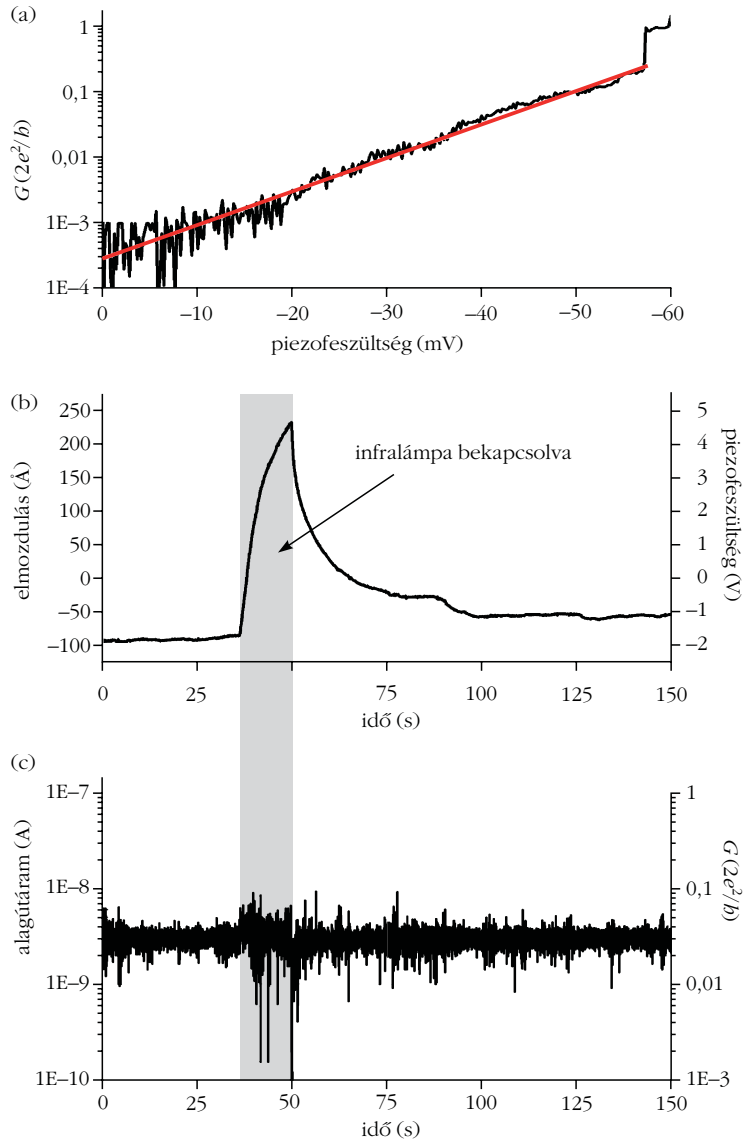 (a)
1
0,1
0,01
1E–3
1E–4
G (2e²/h)
0 –10 –20 –30 –40 –50 –60
piezofeszültség (mV)
(b)
250
200
150
100
50
0
–50
–100
elmozdulás (Å)
infralámpa bekapcsolva
5
4
3
2
1
0
–1
–2
piezofeszültség (V)
0 25 50 75 100 125 150
idő (s)
(c)
1E–7
1E–8
1E–9
1E–10
alagútáram (A)
1
0,1
0,01
1E–3
G (2e²/h)
0 25 50 75 100 125 150
idő (s)